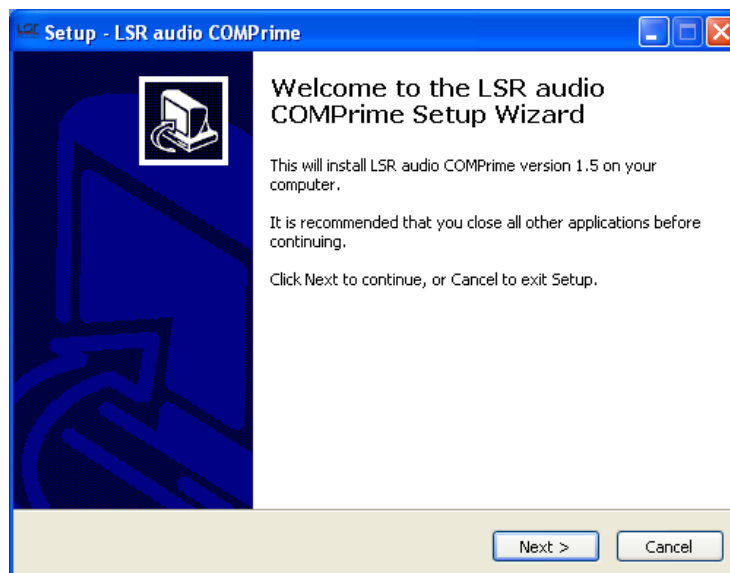 LSR
Setup - LSR audio COMPrime
Welcome to the LSR audio
COMPrime Setup Wizard
This will install LSR audio COMPrime version 1.5 on your
computer.
It is recommended that you close all other applications before
continuing.
Click Next to continue, or Cancel to exit Setup.
Next >
Cancel